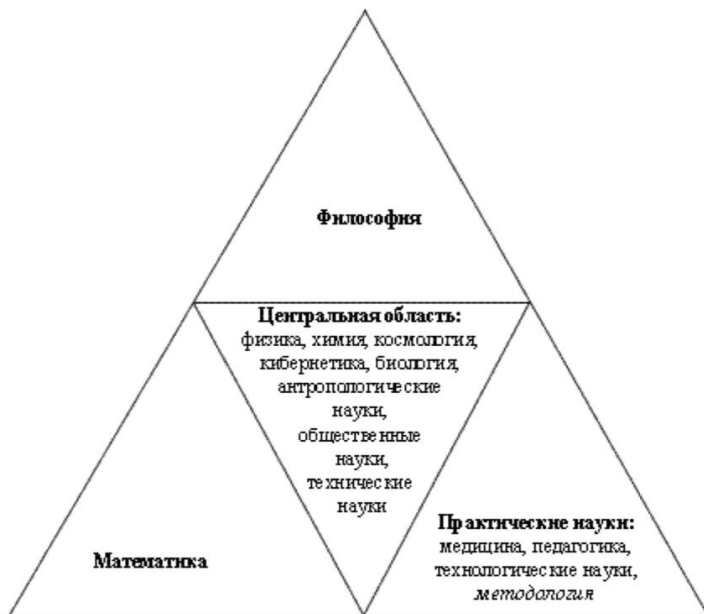 Философия
Центральная область:
физика, химия, космология,
кибернетика, биология,
антропологические
науки,
общественные
науки,
технические
науки
Практические науки:
медицина, педагогика,
технологические науки,
методология
Математика